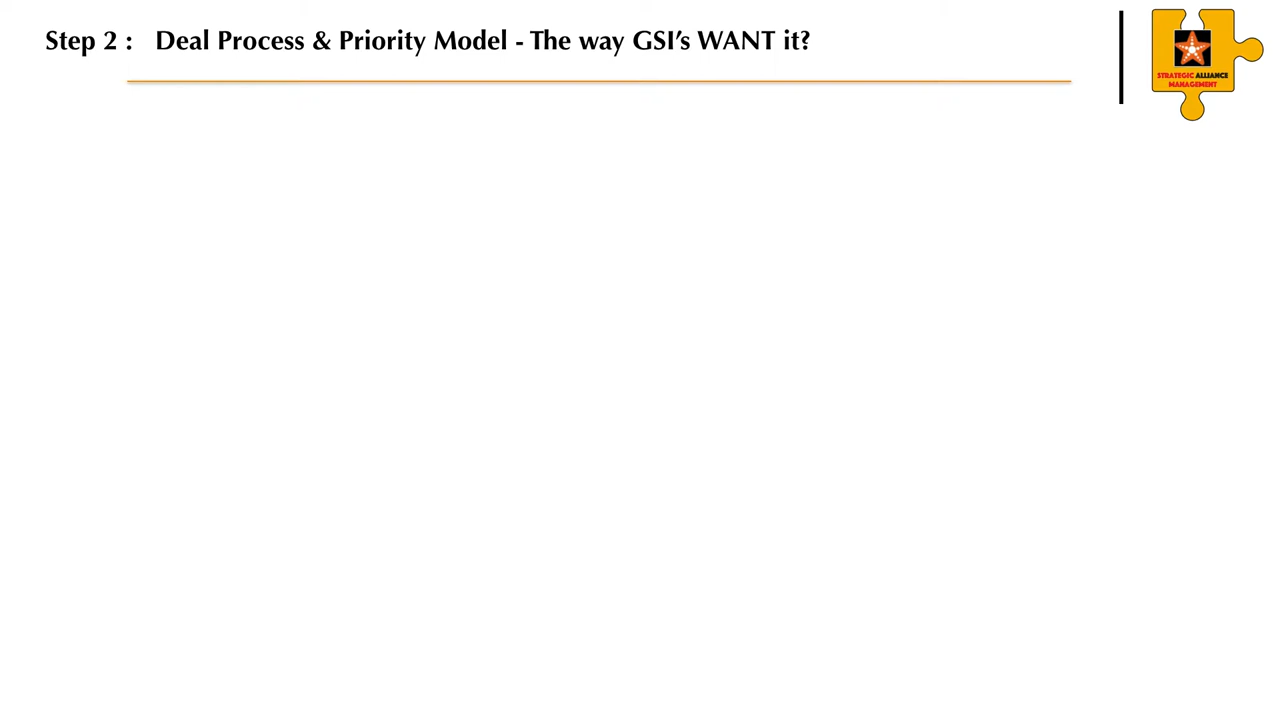 Step 2 : Deal Process & Priority Model - The way GSI’s WANT it?
STRATEGIC ALLIANCE
MANAGEMENT